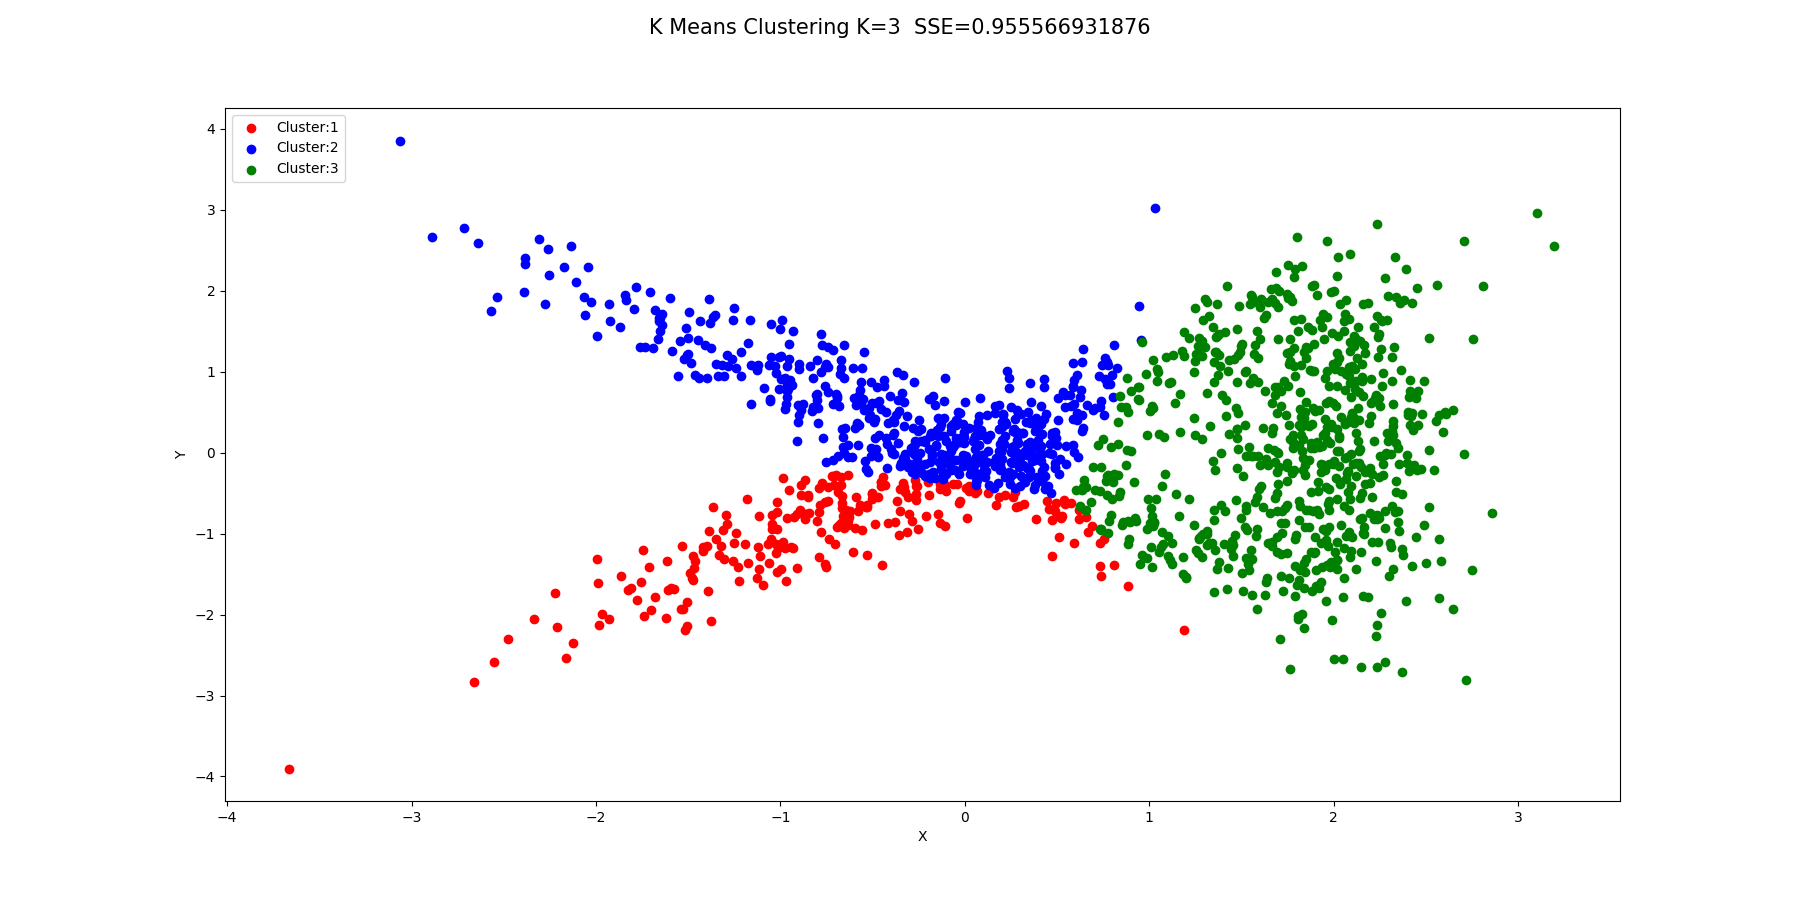 K Means Clustering K=3  SSE=0.955566931876
Cluster:1
Cluster:2
Cluster:3
4
3
2
1
0
−1
−2
−3
−4
Y
−4 −3 −2 −1 0 1 2 3
X